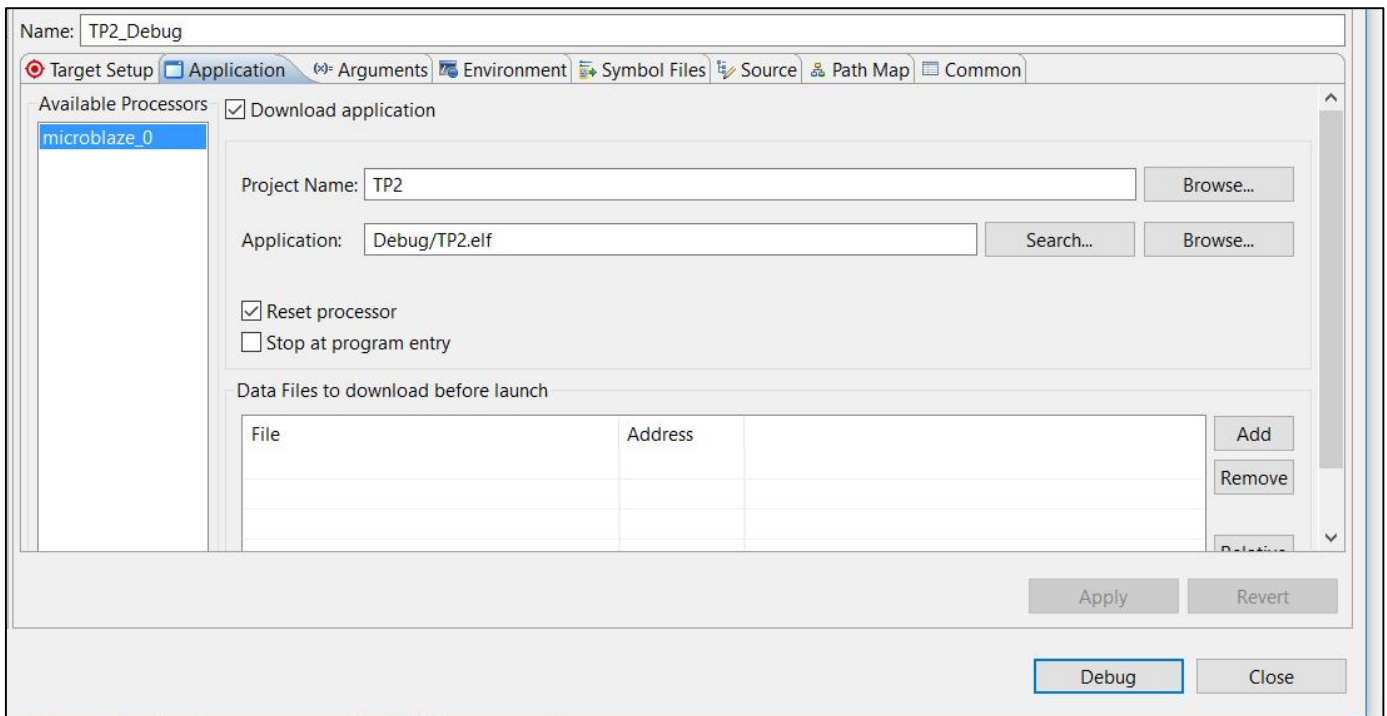 Name: TP2_Debug
Target Setup Application (x)= Arguments Environment Symbol Files Source Path Map Common
Available Processors
Download application
microblaze_0
Project Name: TP2 Browse...
Application: Debug/TP2.elf Search... Browse...
Reset processor
Stop at program entry
Data Files to download before launch
File Address Add
Remove
Relative
Apply Revert
Debug Close